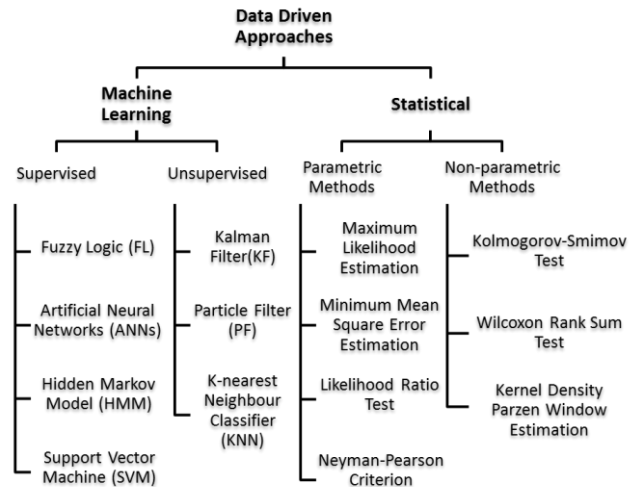 Data Driven
Approaches
Machine
Learning
Statistical
Supervised
Unsupervised
Parametric
Methods
Non-parametric
Methods
Fuzzy Logic (FL)
Artificial Neural
Networks (ANNs)
Hidden Markov
Model (HMM)
Support Vector
Machine (SVM)
Kalman
Filter(KF)
Particle Filter
(PF)
K-nearest
Neighbour
Classifier
(KNN)
Maximum
Likelihood
Estimation
Minimum Mean
Square Error
Estimation
Likelihood Ratio
Test
Neyman-Pearson
Criterion
Kolmogorov-Smimov
Test
Wilcoxon Rank Sum
Test
Kernel Density
Parzen Window
Estimation